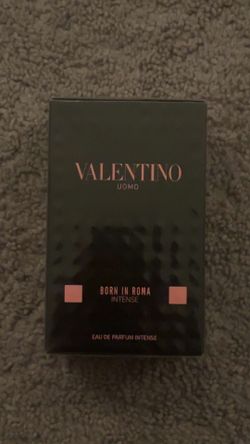 VALENTINO
UOMO
BORN IN ROMA
INTENSE
EAU DE PARFUM INTENSE